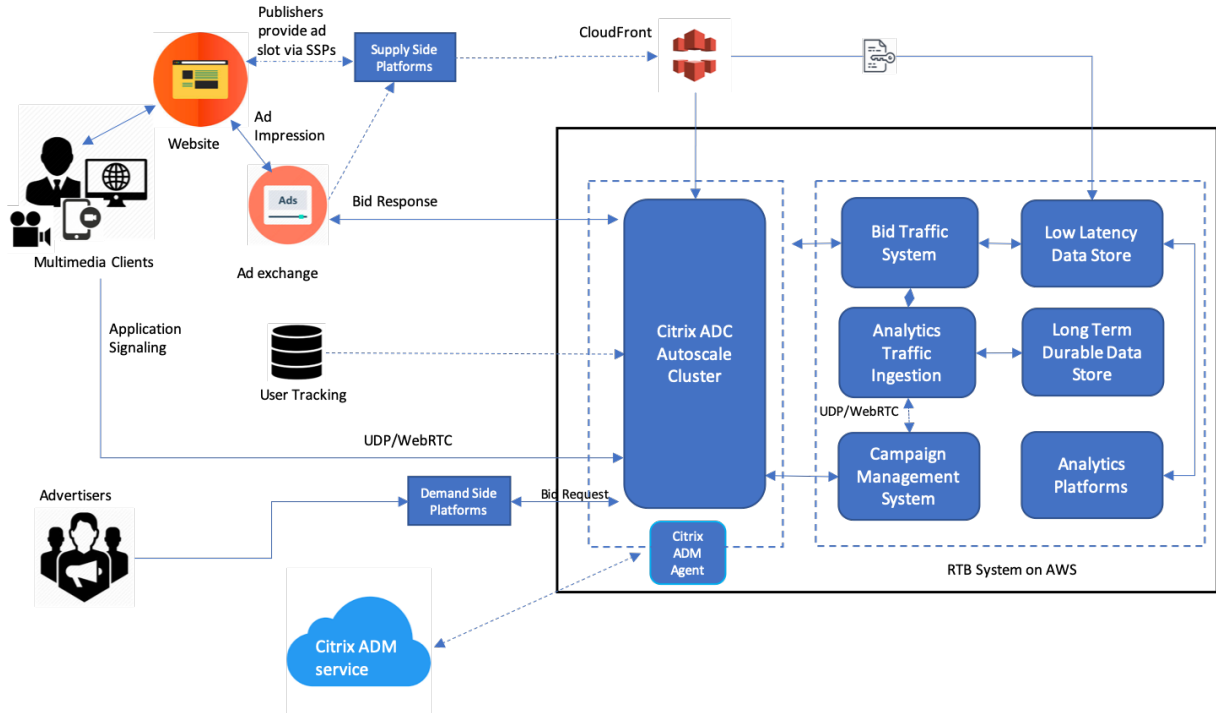 Publishers
provide ad
slot via SSPs
Supply Side
Platforms
CloudFront
Website
Ad
Impression
Ads
Bid Response
Ad exchange
Multimedia Clients
Application
Signaling
User Tracking
UDP/WebRTC
Advertisers
Demand Side
Platforms
Bid Request
Citrix ADM
service
Citrix ADC
Autoscale
Cluster
Citrix
ADM
Agent
Bid Traffic
System
Low Latency
Data Store
Analytics
Traffic
Ingestion
Long Term
Durable Data
Store
UDP/WebRTC
Campaign
Management
System
Analytics
Platforms
RTB System on AWS